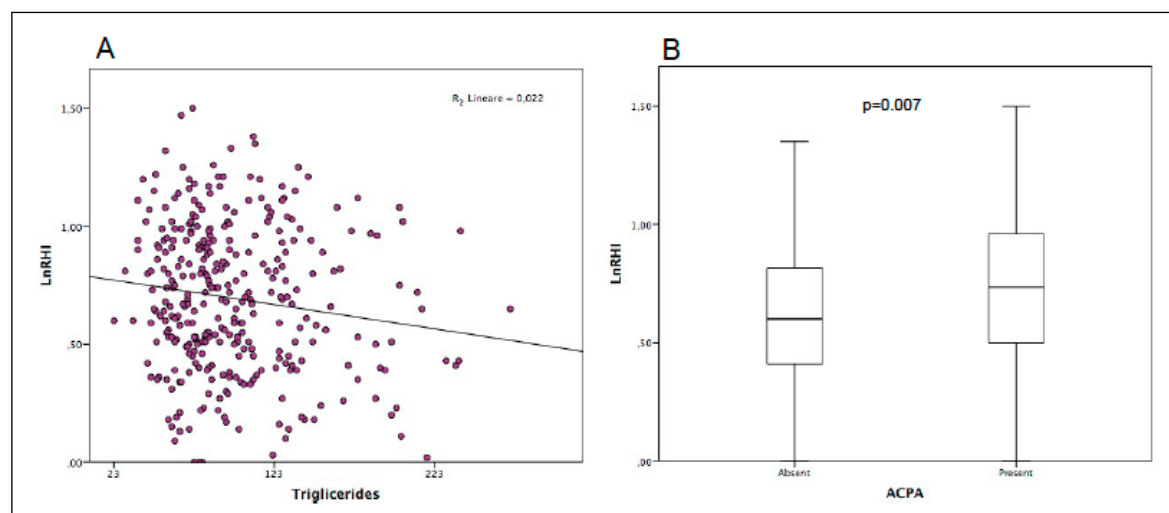 A
R2 Lineare = 0,022
1,50
1,00
,50
,00
LnRHI
23
123
223
Triglicerides
B
p=0.007
1,50
1,00
,50
,00
LnRHI
Absent
Present
ACPA